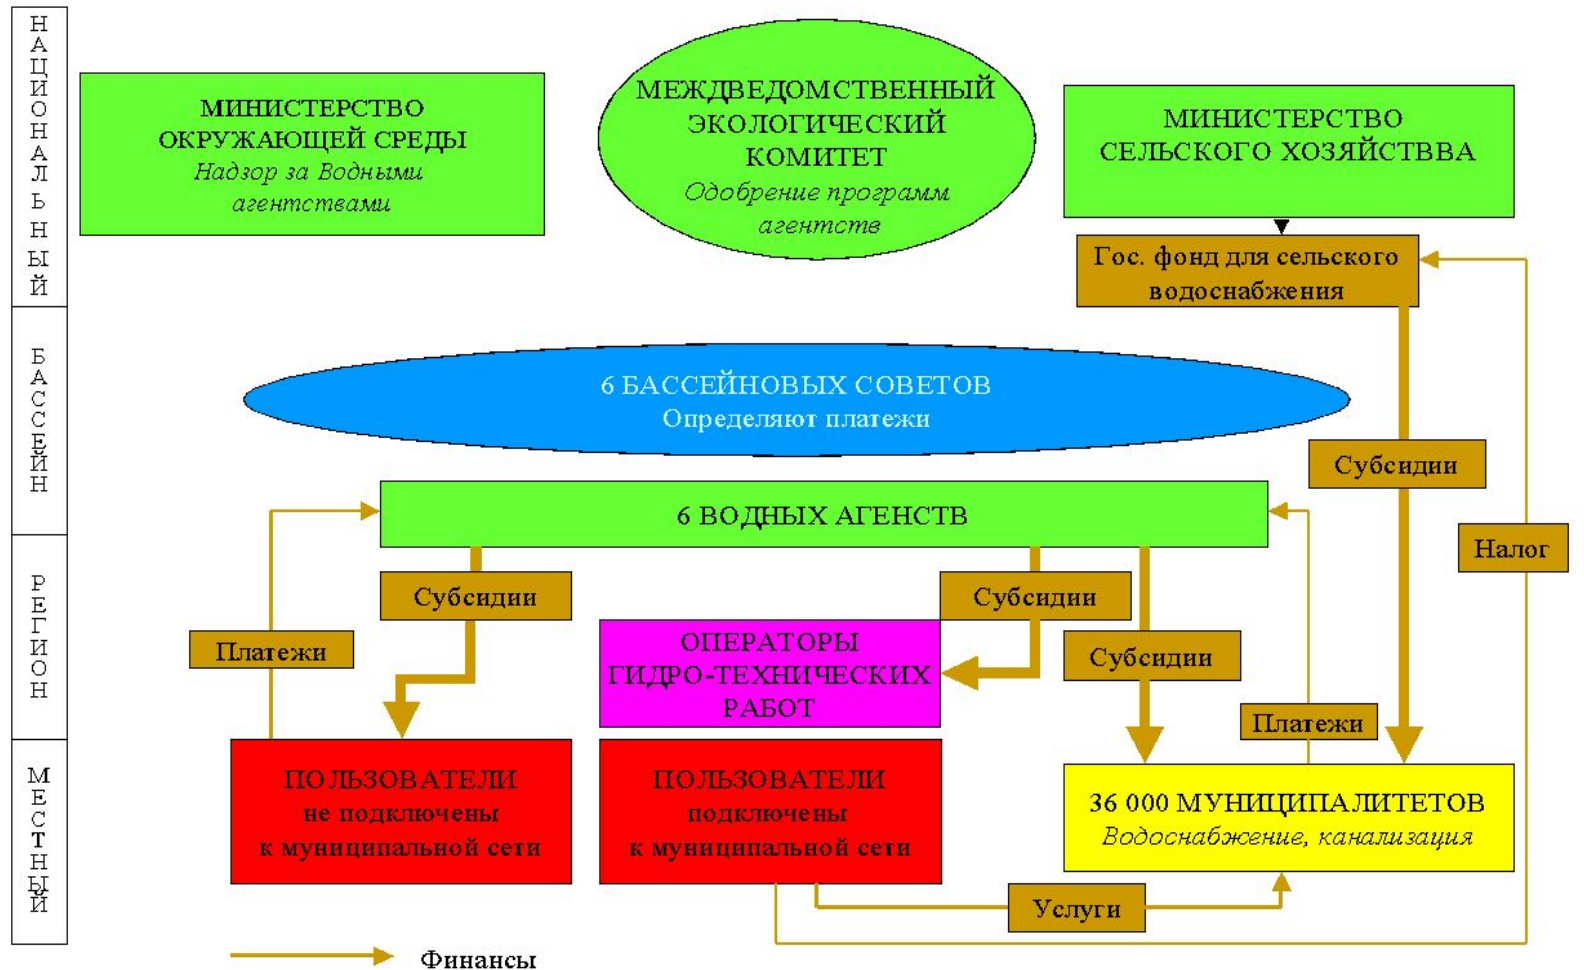 НАЦИОНАЛЬНЫЙ
МИНИСТЕРСТВО
ОКРУЖАЮЩЕЙ СРЕДЫ
Надзор за Водными
агентствами
МЕЖДВЕДОМСТВЕННЫЙ
ЭКОЛОГИЧЕСКИЙ
КОМИТЕТ
Одобрение программ
агентств
МИНИСТЕРСТВО
СЕЛЬСКОГО ХОЗЯЙСТВВА
Гос. фонд для сельского
водоснабжения
БАССЕЙН
6 БАССЕЙНОВЫХ СОВЕТОВ
Определяют платежи
Субсидии
6 ВОДНЫХ АГЕНСТВ
Налог
РЕГИОН
Субсидии
Субсидии
Платежи
ОПЕРАТОРЫ
ГИДРО-ТЕХНИЧЕСКИХ
РАБОТ
Субсидии
Платежи
МЕСТНЫЙ
ПОЛЬЗОВАТЕЛИ
не подключены
к муниципальной сети
ПОЛЬЗОВАТЕЛИ
подключены
к муниципальной сети
36 000 МУНИЦИПАЛИТЕТОВ
Водоснабжение, канализация
Услуги
Финансы